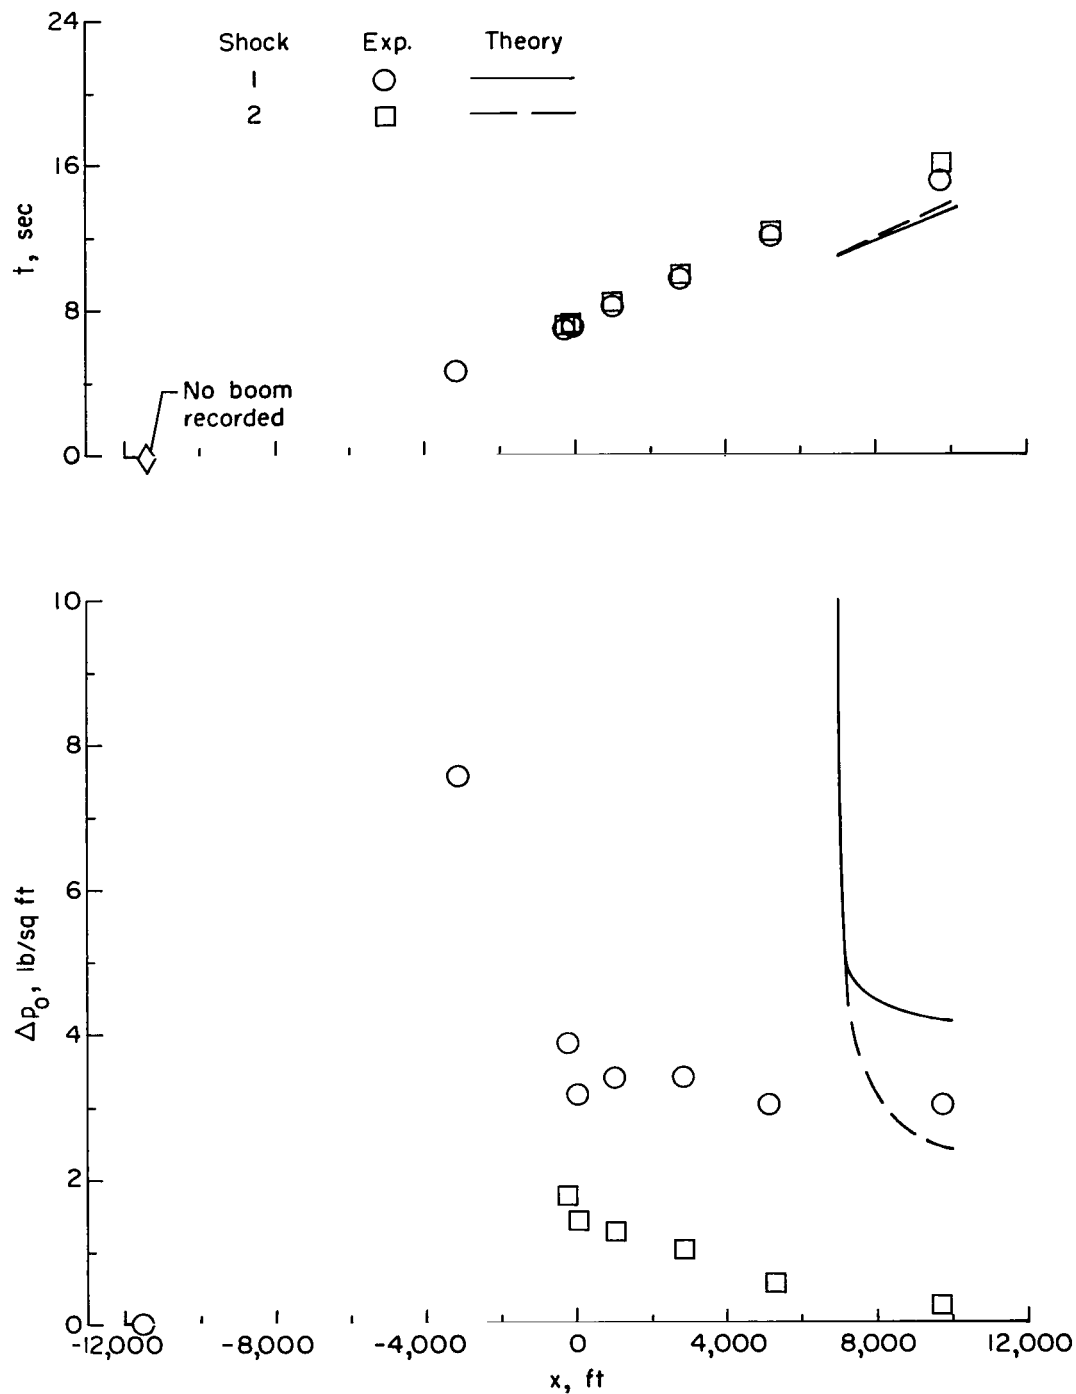 24
Shock Exp. Theory
1
2
16
t, sec
8
No boom
recorded
0
10
8
6
Δp₀, lb/sq ft
4
2
0
-12,000 -8,000 -4,000 0 4,000 8,000 12,000
x, ft